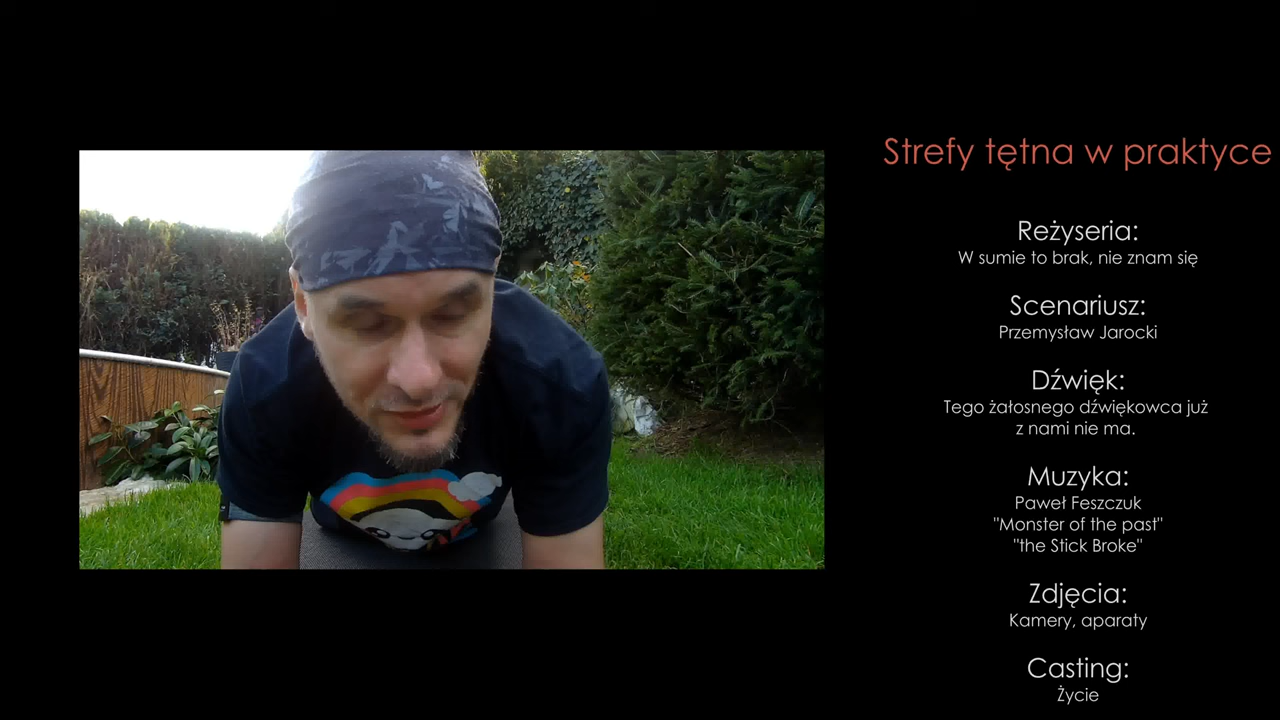 Strefy tętna w praktyce
Reżyseria:
W sumie to brak, nie znam się
Scenariusz:
Przemysław Jarocki
Dźwięk:
Tego żałosnego dźwiękowca już
z nami nie ma.
Muzyka:
Paweł Feszczuk
"Monster of the past"
"the Stick Broke"
Zdjęcia:
Kamery, aparaty
Casting:
Życie